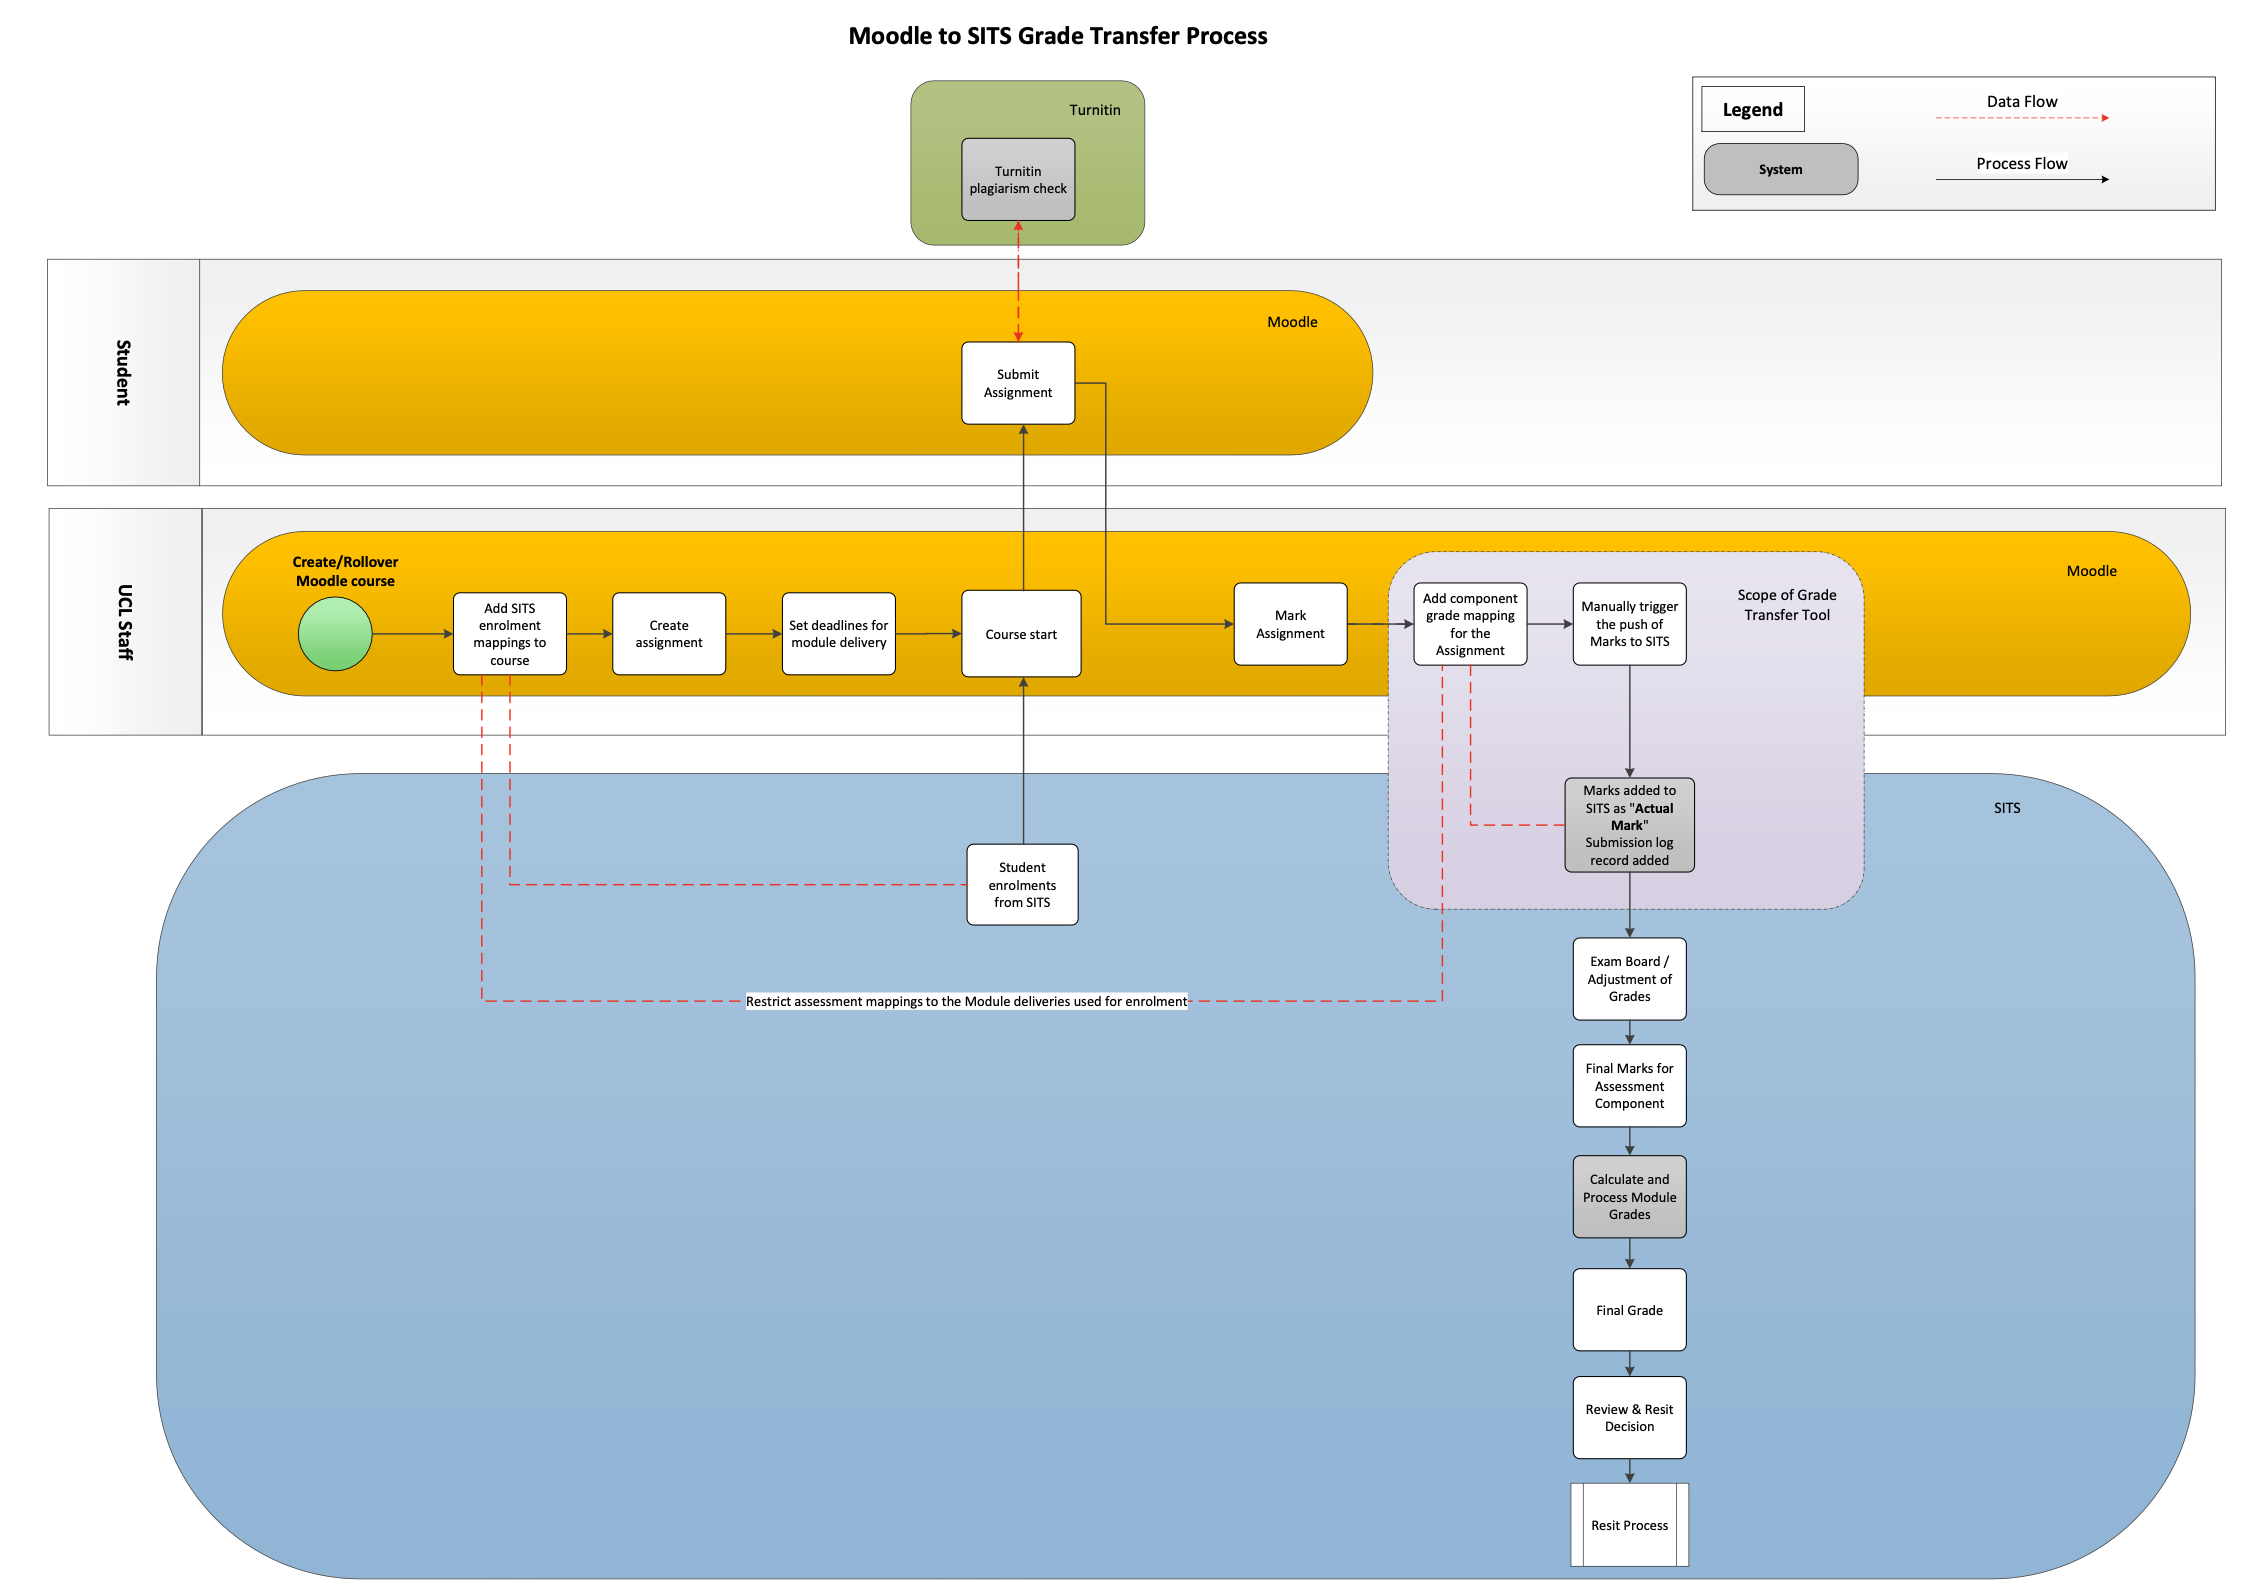 Moodle to SITS Grade Transfer Process
Turnitin
Turnitin
plagiarism check
Legend
System
Data Flow
Process Flow
Student
Moodle
Submit
Assignment
UCL Staff
Moodle
Create/Rollover
Moodle course
Add SITS
enrolment
mappings to
course
Create
assignment
Set deadlines for
module delivery
Course start
Mark
Assignment
Add component
grade mapping
for the
Assignment
Manually trigger
the push of
Marks to SITS
Scope of Grade
Transfer Tool
SITS
Marks added to
SITS as "Actual
Mark"
Submission log
record added
Student
enrolments
from SITS
Restrict assessment mappings to the Module deliveries used for enrolment
Exam Board /
Adjustment of
Grades
Final Marks for
Assessment
Component
Calculate and
Process Module
Grades
Final Grade
Review & Resit
Decision
Resit Process